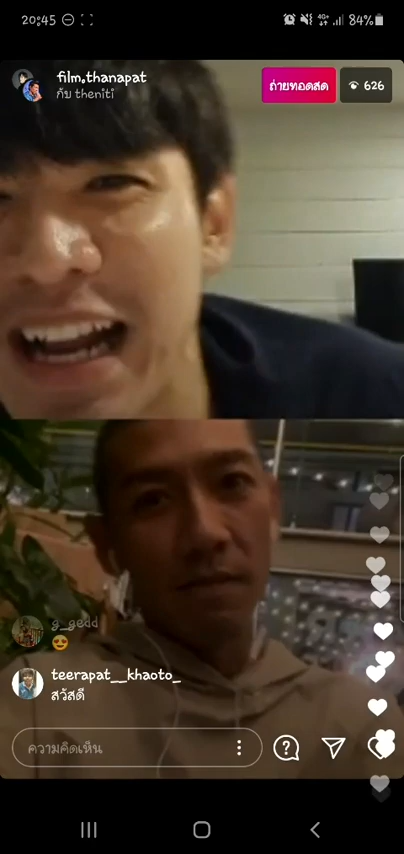 20:45
4G+
84%
film.thanapat
กับ theniti
ถ่ายทอดสด
626
g_gedd
😍
teerapat__khaoto_
สวัสดี
ความคิดเห็น